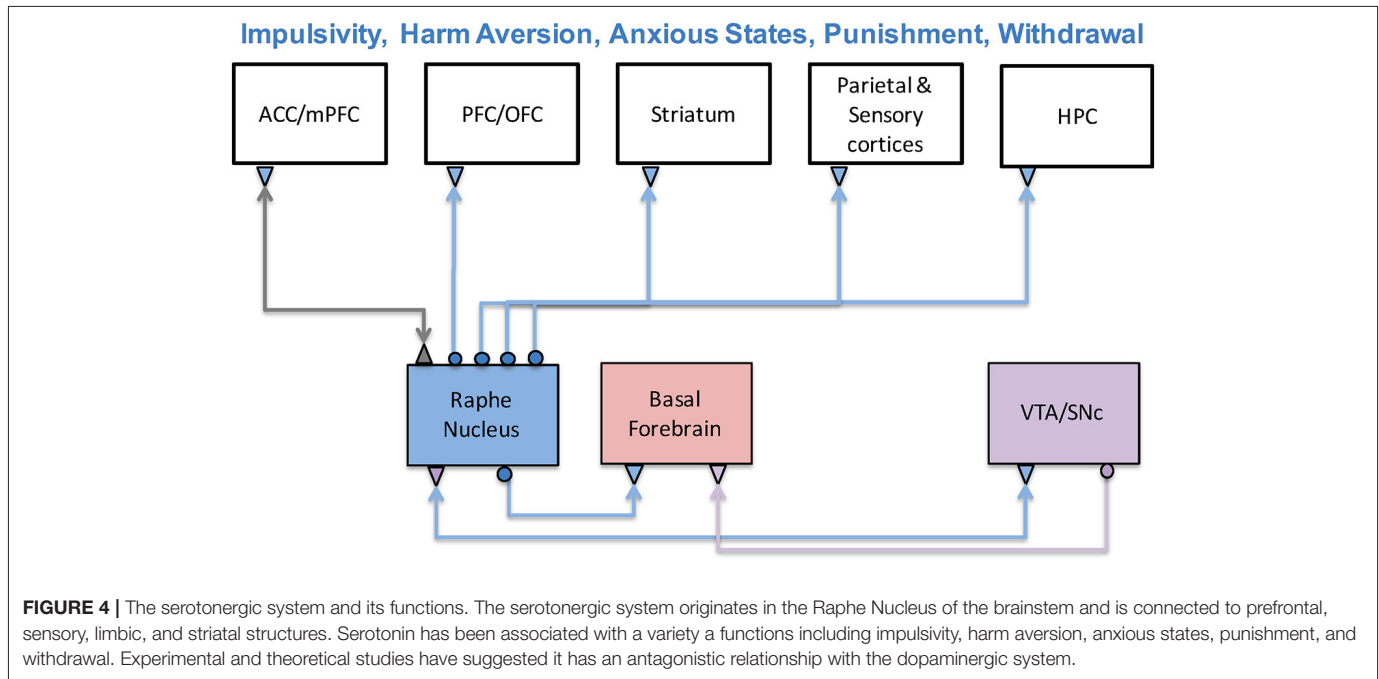 Impulsivity, Harm Aversion, Anxious States, Punishment, Withdrawal
ACC/mPFC
PFC/OFC
Striatum
Parietal &
Sensory
cortices
HPC
Raphe
Nucleus
Basal
Forebrain
VTA/SNc
FIGURE 4 | The serotonergic system and its functions. The serotonergic system originates in the Raphe Nucleus of the brainstem and is connected to prefrontal,
sensory, limbic, and striatal structures. Serotonin has been associated with a variety a functions including impulsivity, harm aversion, anxious states, punishment, and
withdrawal. Experimental and theoretical studies have suggested it has an antagonistic relationship with the dopaminergic system.